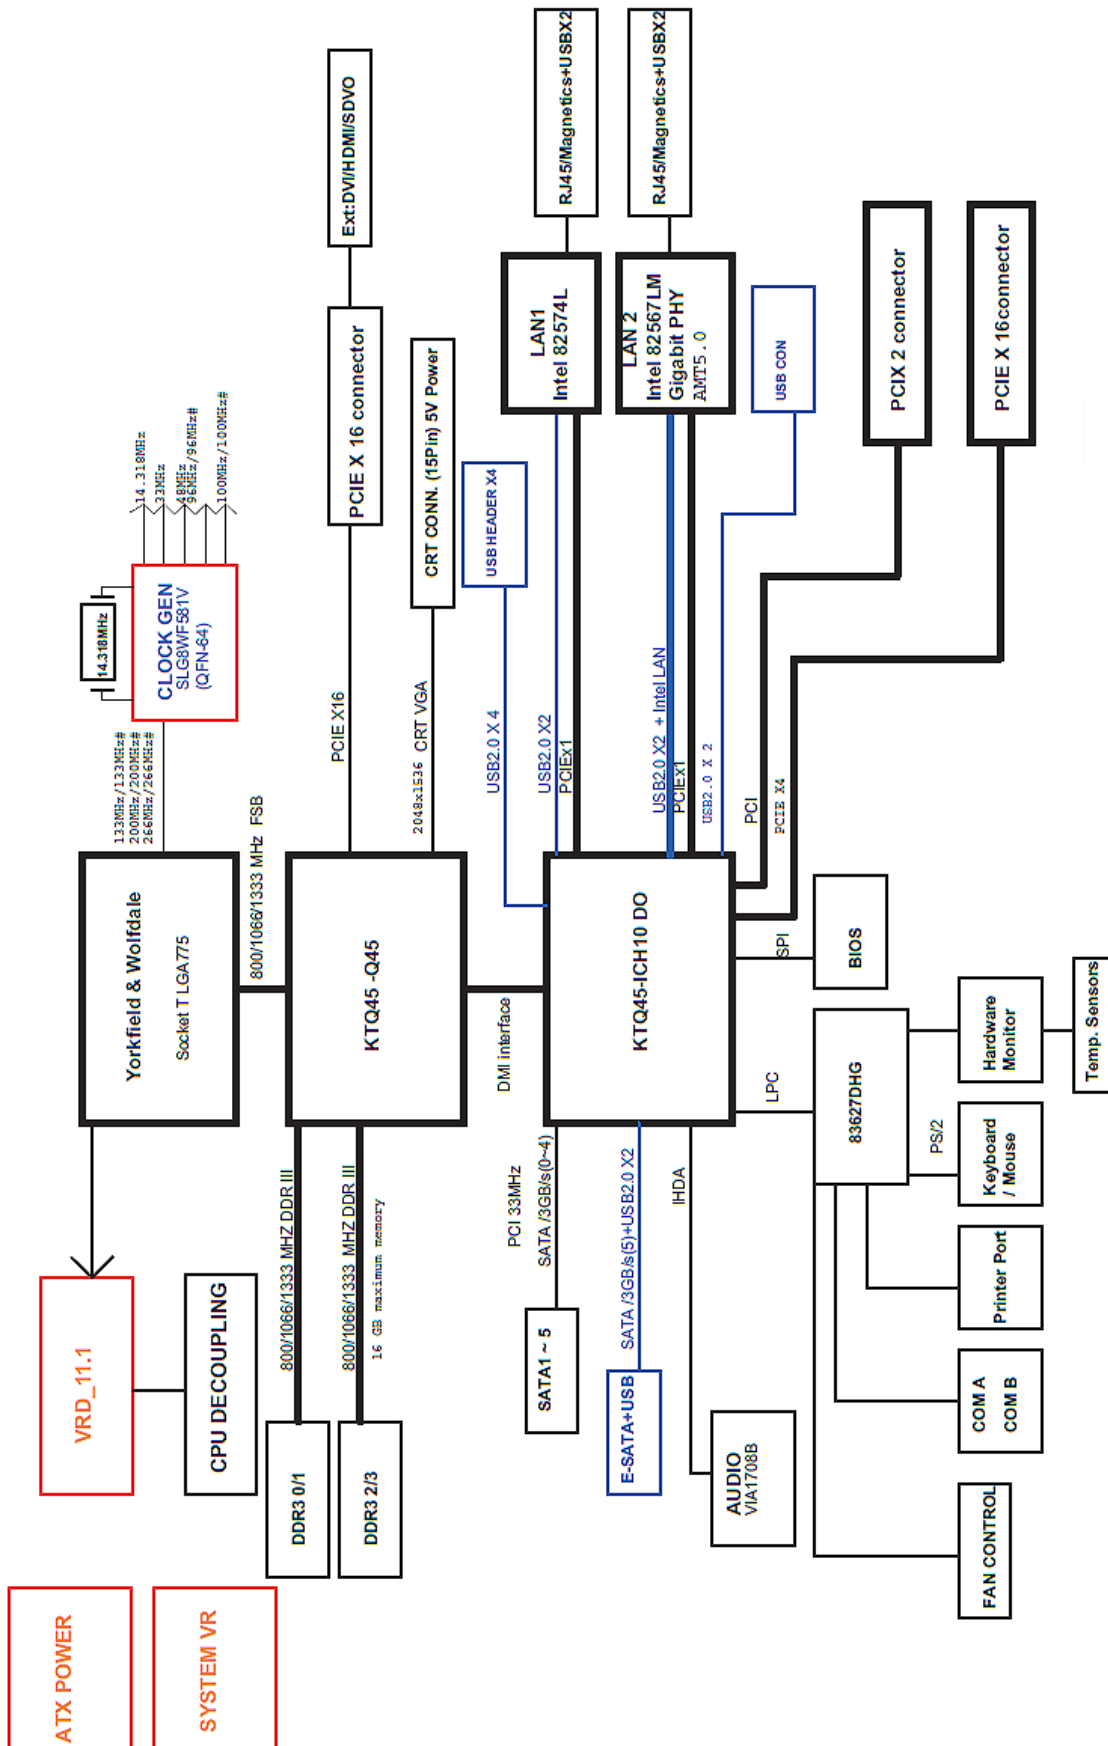 ATX POWER
SYSTEM VR
VRD_11.1
CPU DECOUPLING
Yorkfield & Wolfdale
Socket T LGA775
133MHz/133MHz#
200MHz/200MHz#
266MHz/266MHz#
14.318MHz
CLOCK GEN
SLG8WF581V
(QFN-64)
14.318MHz
33MHz
48MHz
96MHz/96MHz#
100MHz/100MHz#
800/1066/1333 MHz FSB
DDR3 0/1
DDR3 2/3
800/1066/1333 MHZ DDR III
800/1066/1333 MHZ DDR III
16 GB maximum memory
KTQ45 -Q45
PCIE X16
PCIE X 16 connector
Ext:DVI/HDMI/SDVO
2048x1536 CRT VGA
CRT CONN. (15Pin) 5V Power
DMI interface
USB2.0 X 4
USB HEADER X4
PCI 33MHz
SATA /3GB/s(0~4)
SATA1 ~ 5
E-SATA+USB
SATA /3GB/s(5)+USB2.0 X2
IHDA
AUDIO
VIA1708B
KTQ45-ICH10 DO
USB2.0 X2
PCIEx1
LAN1
Intel 82574L
RJ45/Magnetics+USBX2
USB2.0 X2 + Intel LAN
PCIEx1
LAN 2
Intel 82567LM
Gigabit PHY
AMT5.0
RJ45/Magnetics+USBX2
USB2.0 X 2
USB CON
PCI
PCIX 2 connector
PCIE X4
PCIE X 16connector
SPI
BIOS
LPC
83627DHG
PS/2
Hardware
Monitor
Temp. Sensors
Keyboard
/ Mouse
Printer Port
COM A
COM B
FAN CONTROL